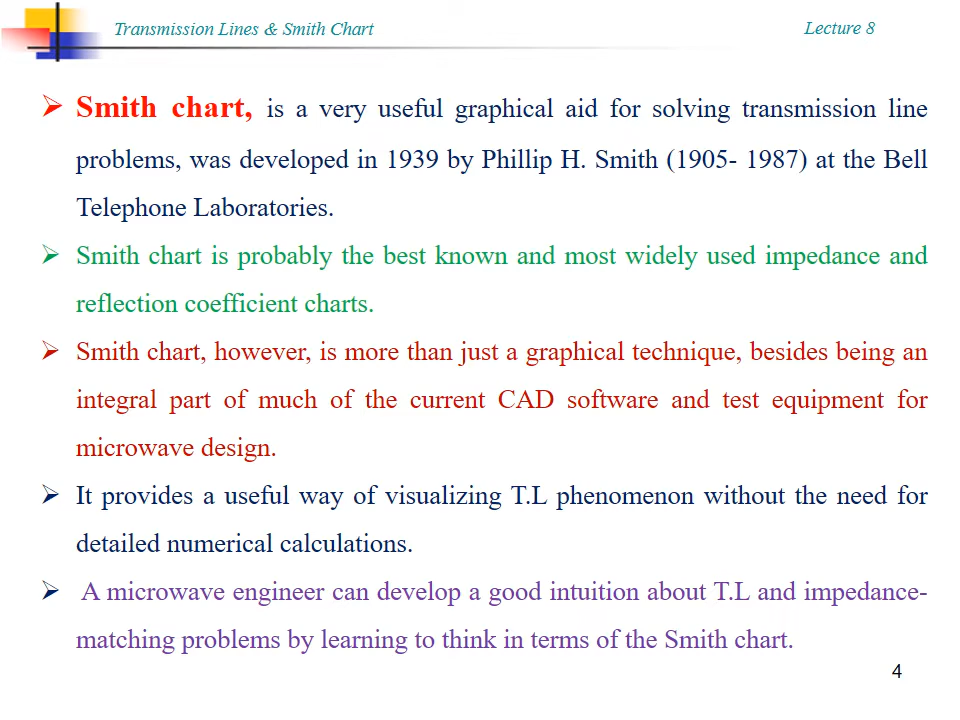 Transmission Lines & Smith Chart
Lecture 8
Smith chart, is a very useful graphical aid for solving transmission line
problems, was developed in 1939 by Phillip H. Smith (1905- 1987) at the Bell
Telephone Laboratories.
Smith chart is probably the best known and most widely used impedance and
reflection coefficient charts.
Smith chart, however, is more than just a graphical technique, besides being an
integral part of much of the current CAD software and test equipment for
microwave design.
It provides a useful way of visualizing T.L phenomenon without the need for
detailed numerical calculations.
A microwave engineer can develop a good intuition about T.L and impedance-
matching problems by learning to think in terms of the Smith chart.
4